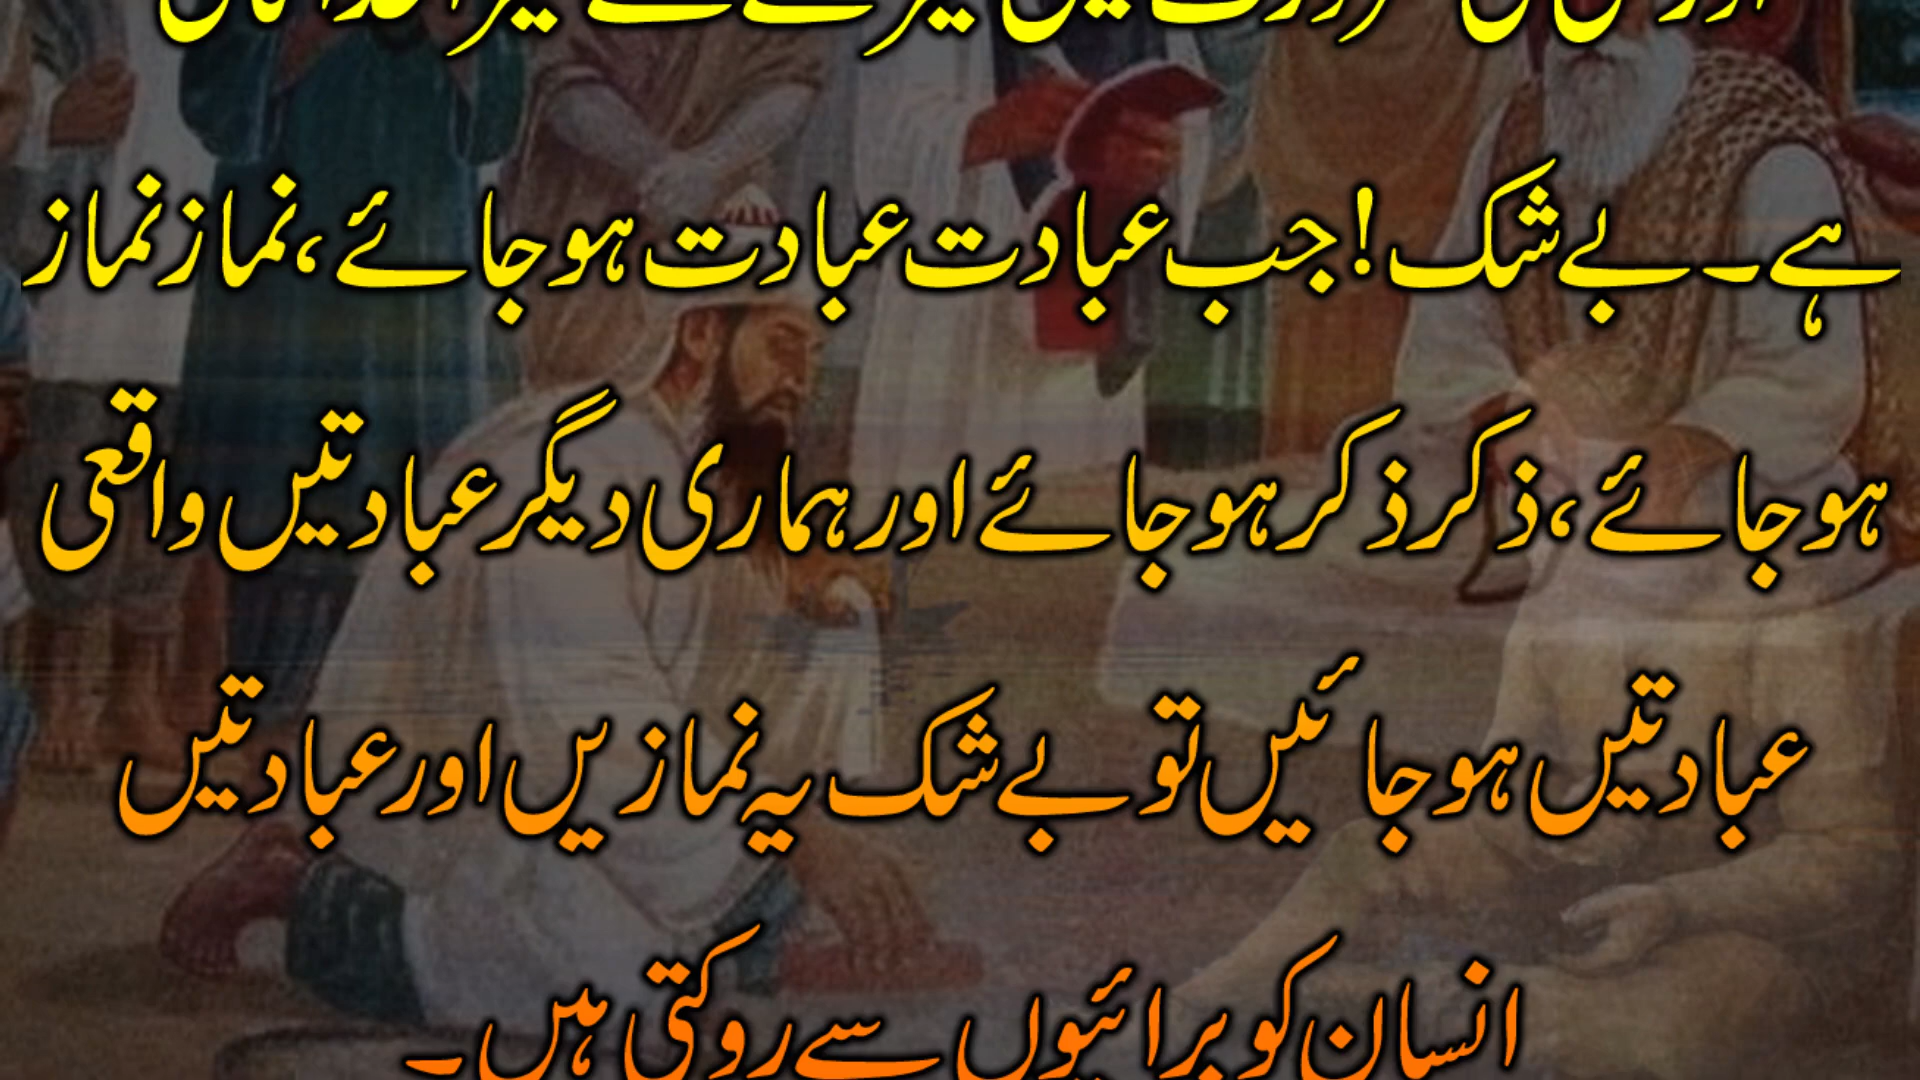 ہے۔ بے شک! جب عبادت عبادت ہو جائے، نماز نماز
ہو جائے، ذکر ذکر ہو جائے اور ہماری دیگر عبادتیں واقعی
عبادتیں ہو جائیں تو بے شک یہ نمازیں اور عبادتیں
انسان کو برائیوں سے روکتی ہیں۔